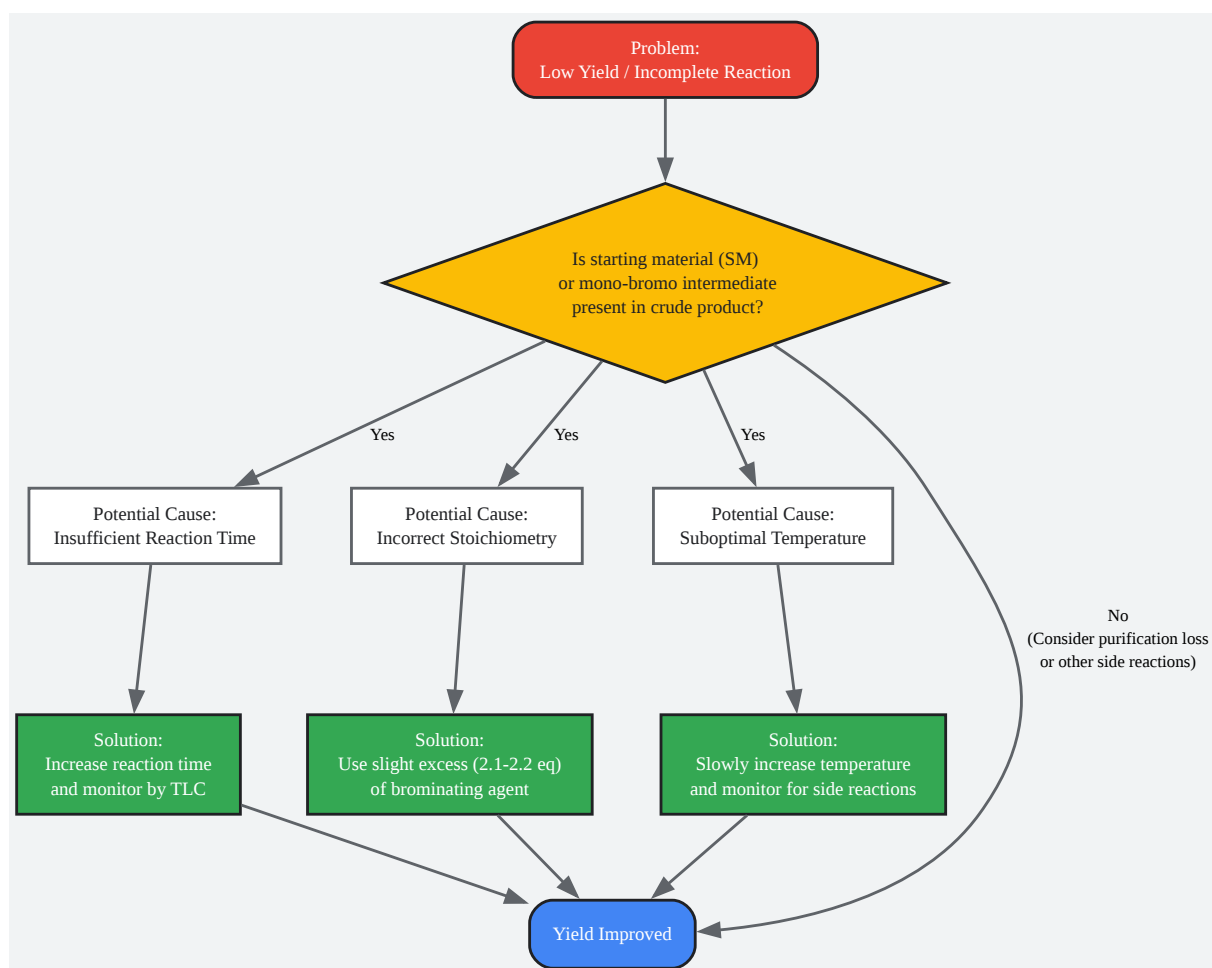 Problem:
Low Yield / Incomplete Reaction
Is starting material (SM)
or mono-bromo intermediate
present in crude product?
Yes
Yes
Yes
Potential Cause:
Insufficient Reaction Time
Potential Cause:
Incorrect Stoichiometry
Potential Cause:
Suboptimal Temperature
No
(Consider purification loss
or other side reactions)
Solution:
Increase reaction time
and monitor by TLC
Solution:
Use slight excess (2.1-2.2 eq)
of brominating agent
Solution:
Slowly increase temperature
and monitor for side reactions
Yield Improved